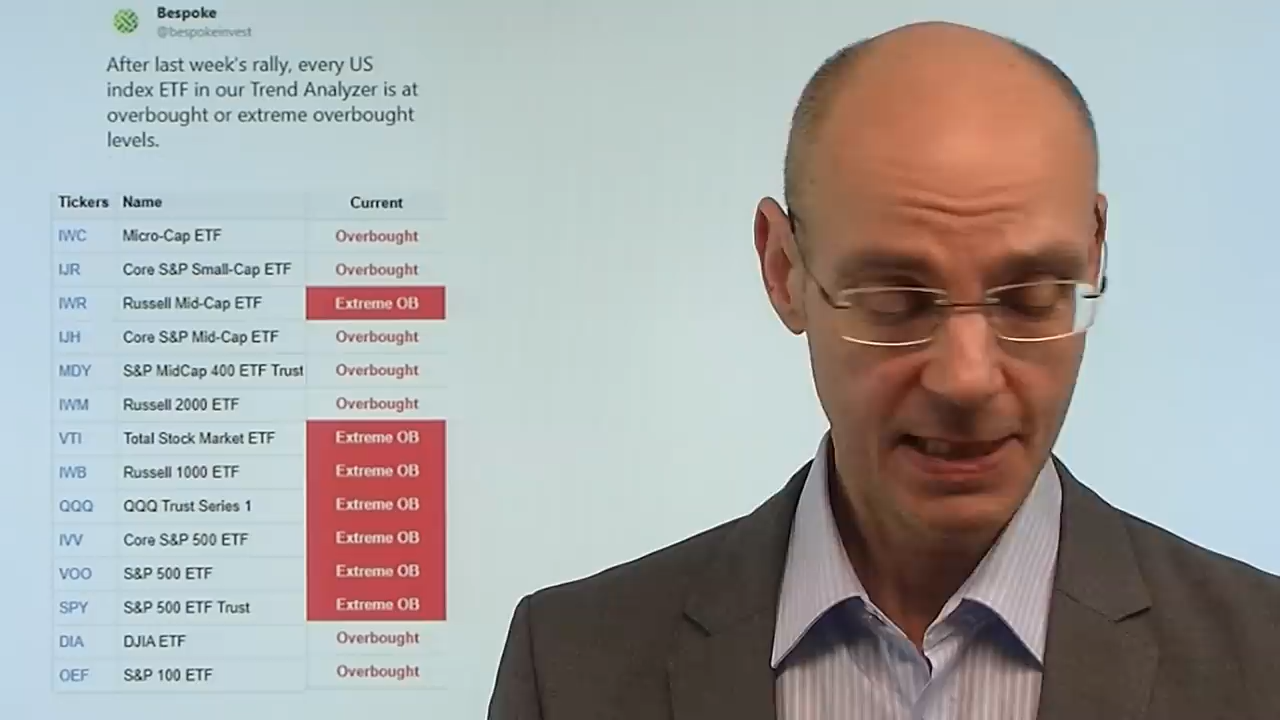 Bespoke
@bespokeinvest
After last week's rally, every US
index ETF in our Trend Analyzer is at
overbought or extreme overbought
levels.
Tickers Name Current
IWC Micro-Cap ETF Overbought
IJR Core S&P Small-Cap ETF Overbought
IWR Russell Mid-Cap ETF Extreme OB
IJH Core S&P Mid-Cap ETF Overbought
MDY S&P MidCap 400 ETF Trust Overbought
IWM Russell 2000 ETF Overbought
VTI Total Stock Market ETF Extreme OB
IWB Russell 1000 ETF Extreme OB
QQQ QQQ Trust Series 1 Extreme OB
IVV Core S&P 500 ETF Extreme OB
VOO S&P 500 ETF Extreme OB
SPY S&P 500 ETF Trust Extreme OB
DIA DJIA ETF Overbought
OEF S&P 100 ETF Overbought